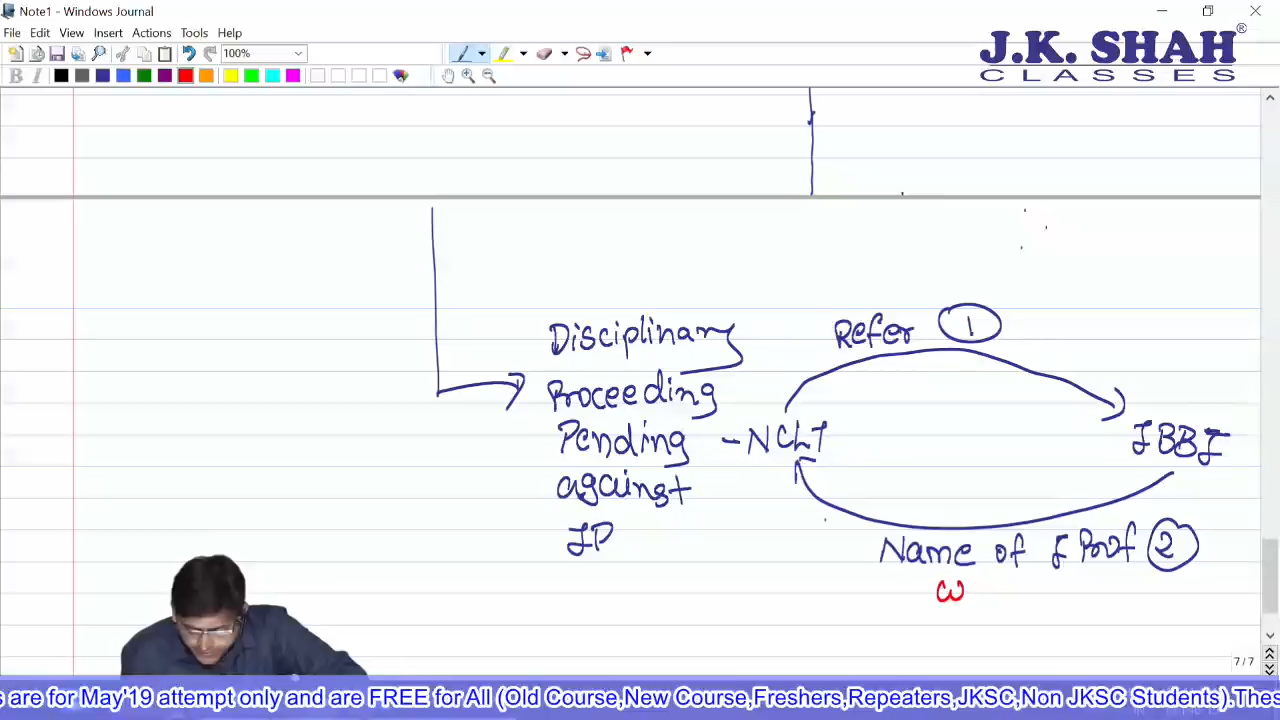 Note1 - Windows Journal
File Edit View Insert Actions Tools Help
100%
B I
J.K. SHAH ®
CLASSES
Refer 1
Disciplinary
Proceeding
Pending - NCLT IBBI
against
IP
Name of I Prof 2
w
7 / 7
s are for May'19 attempt only and are FREE for All (Old Course,New Course,Freshers,Repeaters,JKSC,Non JKSC Students).Thes